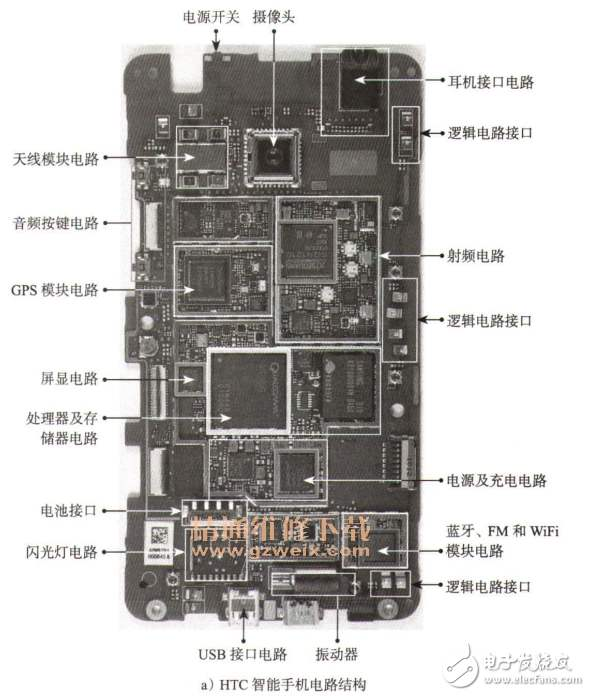 电源开关
摄像头
耳机接口电路
逻辑电路接口
天线模块电路
音频按键电路
射频电路
GPS 模块电路
逻辑电路接口
屏显电路
处理器及存
储器电路
电源及充电电路
电池接口
精通维修下载
www.gzweix.com
蓝牙、FM 和 WiFi
模块电路
闪光灯电路
逻辑电路接口
USB 接口电路
振动器
a）HTC 智能手机电路结构
电子发烧友
www.elecfans.com